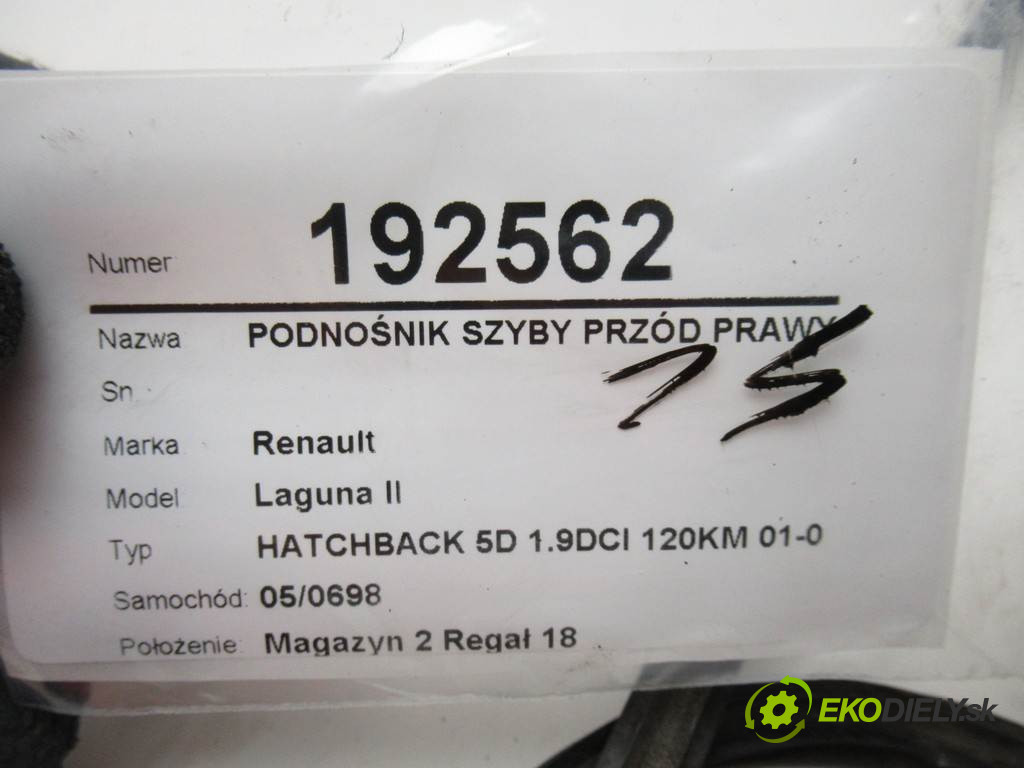 Numer 192562
Nazwa PODNOŚNIK SZYBY PRZÓD PRAWY
15
Sn
Marka Renault
Model Laguna II
Typ HATCHBACK 5D 1.9DCI 120KM 01-0
Samochód: 05/0698
Położenie: Magazyn 2 Regał 18
EKODIELY.sk